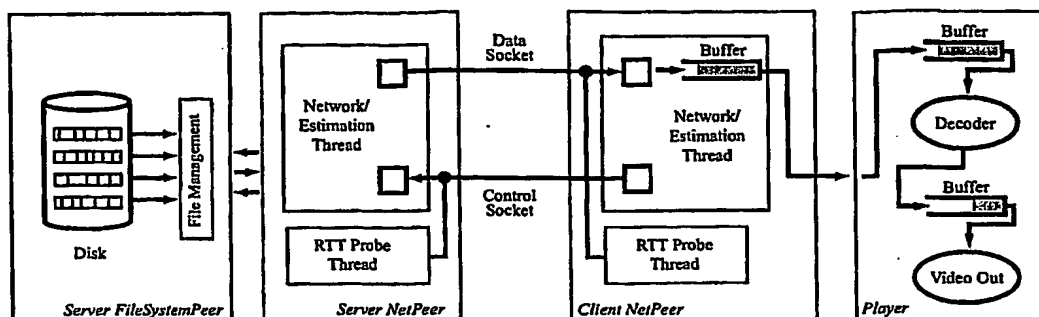 Disk
File Management
Server FileSystemPeer
Network/
Estimation
Thread
RTT Probe
Thread
Server NetPeer
Data
Socket
Control
Socket
Buffer
Network/
Estimation
Thread
RTT Probe
Thread
Client NetPeer
Buffer
Decoder
Buffer
Video Out
Player